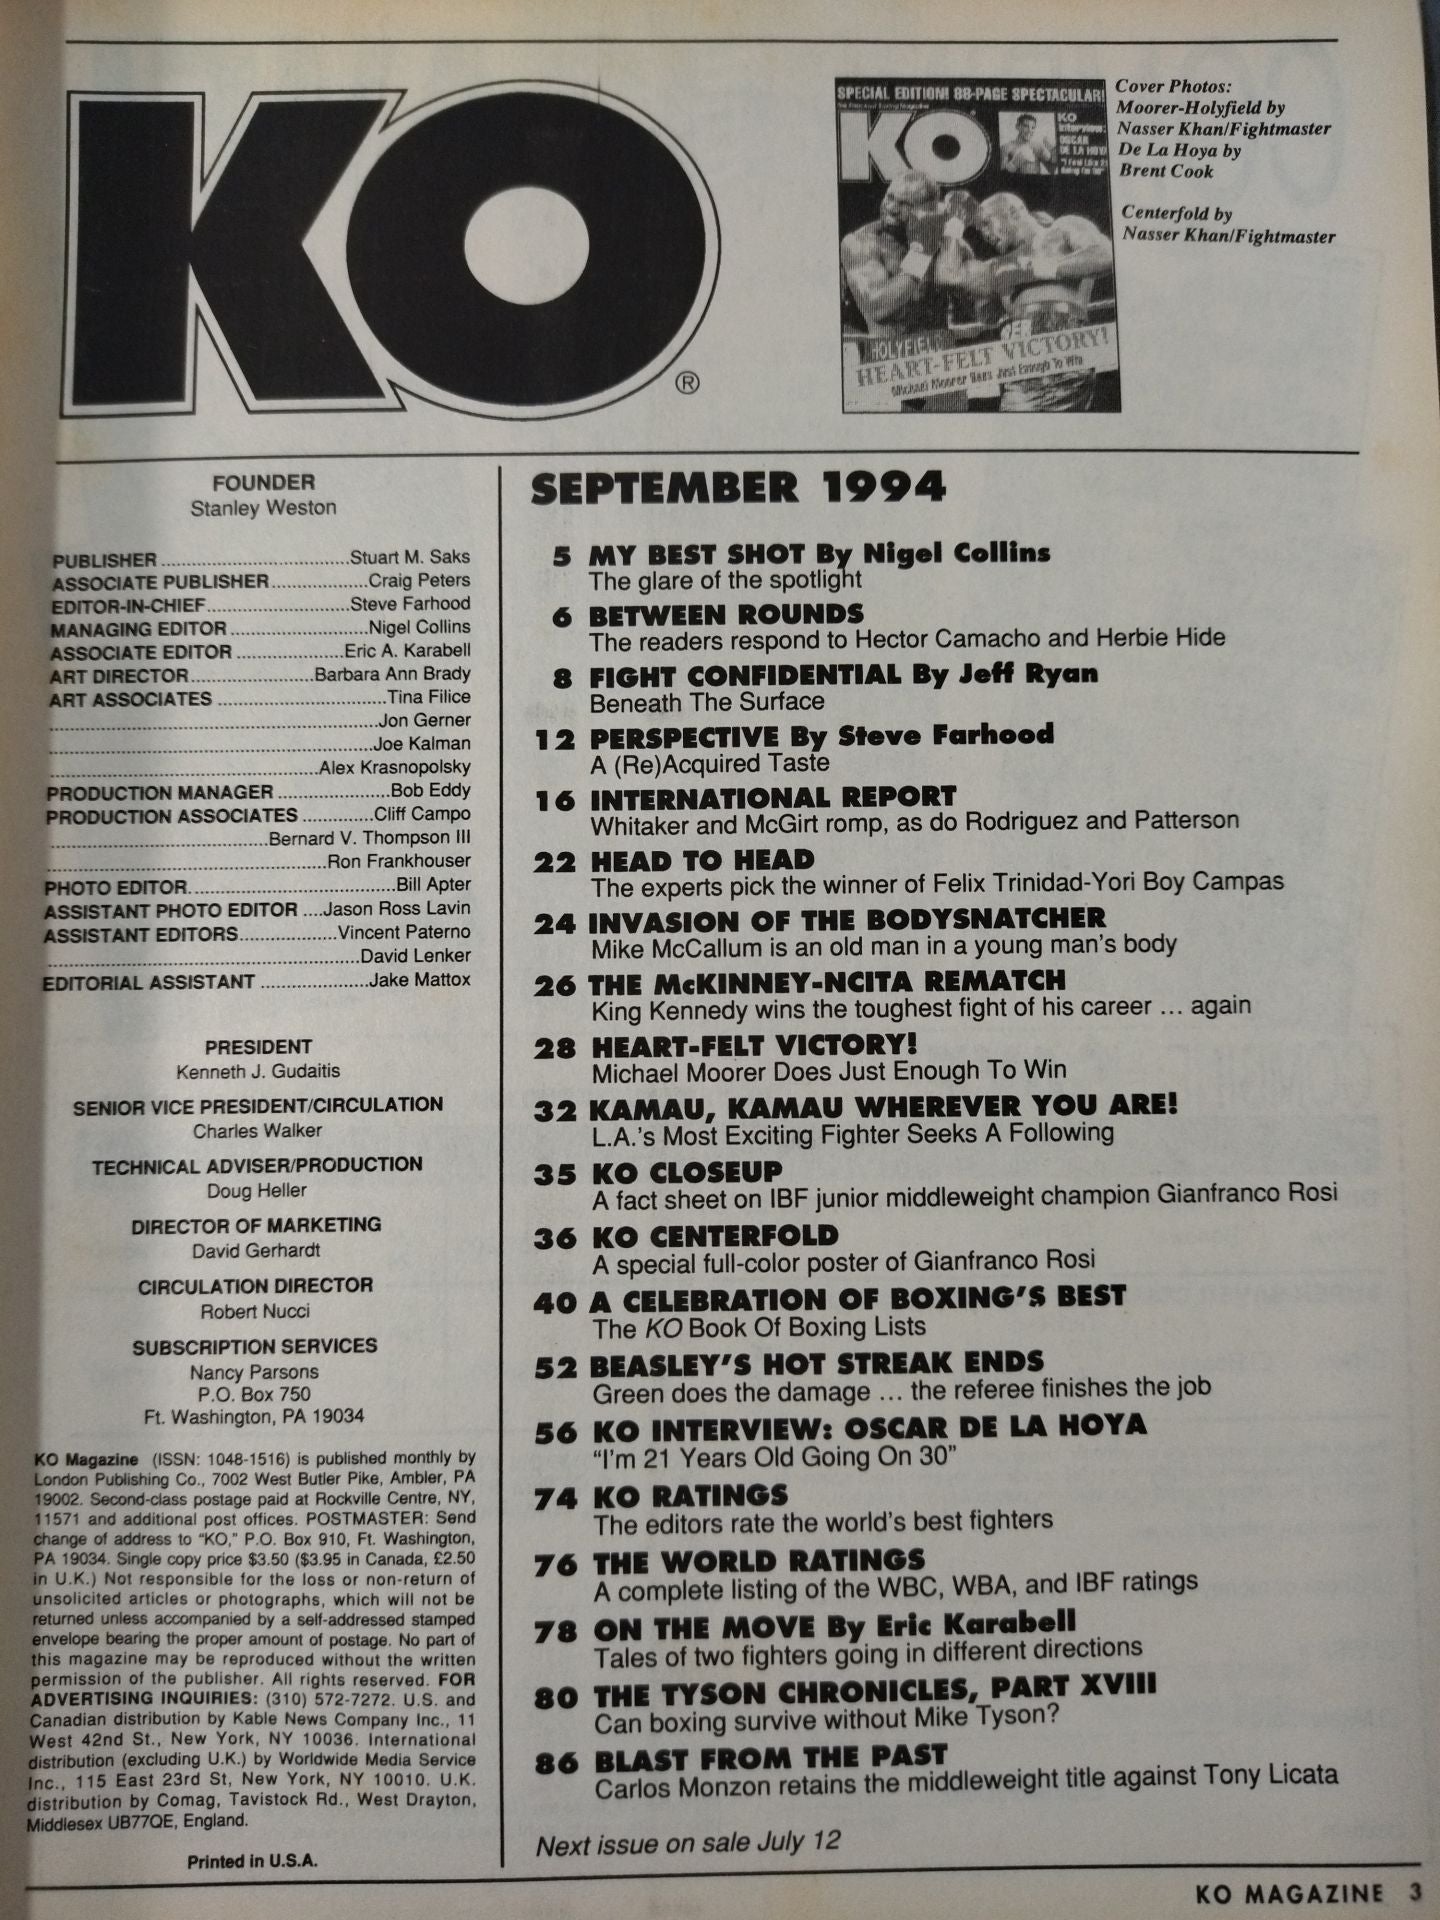 KO
®
SPECIAL EDITION! 88-PAGE SPECTACULAR!
KO
KO
INTERVIEW:
OSCAR
DE LA HOYA
HOLYFIELD
HEART-FELT VICTORY!
Michael Moorer Does Just Enough To Win
Cover Photos:
Moorer-Holyfield by
Nasser Khan/Fightmaster
De La Hoya by
Brent Cook
Centerfold by
Nasser Khan/Fightmaster
FOUNDER
Stanley Weston
PUBLISHER ..................................Stuart M. Saks
ASSOCIATE PUBLISHER.................Craig Peters
EDITOR-IN-CHIEF..........................Steve Farhood
MANAGING EDITOR .........................Nigel Collins
ASSOCIATE EDITOR ....................Eric A. Karabell
ART DIRECTOR.......................Barbara Ann Brady
ART ASSOCIATES ...............................Tina Filice
............................................................Jon Gerner
...........................................................Joe Kalman
.................................................Alex Krasnopolsky
PRODUCTION MANAGER .....................Bob Eddy
PRODUCTION ASSOCIATES .............Cliff Campo
........................................Bernard V. Thompson III
...................................................Ron Frankhouser
PHOTO EDITOR......................................Bill Apter
ASSISTANT PHOTO EDITOR ....Jason Ross Lavin
ASSISTANT EDITORS..................Vincent Paterno
.........................................................David Lenker
EDITORIAL ASSISTANT ....................Jake Mattox
PRESIDENT
Kenneth J. Gudaitis
SENIOR VICE PRESIDENT/CIRCULATION
Charles Walker
TECHNICAL ADVISER/PRODUCTION
Doug Heller
DIRECTOR OF MARKETING
David Gerhardt
CIRCULATION DIRECTOR
Robert Nucci
SUBSCRIPTION SERVICES
Nancy Parsons
P.O. Box 750
Ft. Washington, PA 19034
KO Magazine (ISSN: 1048-1516) is published monthly by
London Publishing Co., 7002 West Butler Pike, Ambler, PA
19002. Second-class postage paid at Rockville Centre, NY,
11571 and additional post offices. POSTMASTER: Send
change of address to "KO," P.O. Box 910, Ft. Washington,
PA 19034. Single copy price $3.50 ($3.95 in Canada, £2.50
in U.K.) Not responsible for the loss or non-return of
unsolicited articles or photographs, which will not be
returned unless accompanied by a self-addressed stamped
envelope bearing the proper amount of postage. No part of
this magazine may be reproduced without the written
permission of the publisher. All rights reserved. FOR
ADVERTISING INQUIRIES: (310) 572-7272. U.S. and
Canadian distribution by Kable News Company Inc., 11
West 42nd St., New York, NY 10036. International
distribution (excluding U.K.) by Worldwide Media Service
Inc., 115 East 23rd St, New York, NY 10010. U.K.
distribution by Comag, Tavistock Rd., West Drayton,
Middlesex UB77QE, England.
Printed in U.S.A.
SEPTEMBER 1994
5 MY BEST SHOT By Nigel Collins
The glare of the spotlight
6 BETWEEN ROUNDS
The readers respond to Hector Camacho and Herbie Hide
8 FIGHT CONFIDENTIAL By Jeff Ryan
Beneath The Surface
12 PERSPECTIVE By Steve Farhood
A (Re)Acquired Taste
16 INTERNATIONAL REPORT
Whitaker and McGirt romp, as do Rodriguez and Patterson
22 HEAD TO HEAD
The experts pick the winner of Felix Trinidad-Yori Boy Campas
24 INVASION OF THE BODYSNATCHER
Mike McCallum is an old man in a young man's body
26 THE McKINNEY-NCITA REMATCH
King Kennedy wins the toughest fight of his career ... again
28 HEART-FELT VICTORY!
Michael Moorer Does Just Enough To Win
32 KAMAU, KAMAU WHEREVER YOU ARE!
L.A.'s Most Exciting Fighter Seeks A Following
35 KO CLOSEUP
A fact sheet on IBF junior middleweight champion Gianfranco Rosi
36 KO CENTERFOLD
A special full-color poster of Gianfranco Rosi
40 A CELEBRATION OF BOXING'S BEST
The KO Book Of Boxing Lists
52 BEASLEY'S HOT STREAK ENDS
Green does the damage ... the referee finishes the job
56 KO INTERVIEW: OSCAR DE LA HOYA
"I'm 21 Years Old Going On 30"
74 KO RATINGS
The editors rate the world's best fighters
76 THE WORLD RATINGS
A complete listing of the WBC, WBA, and IBF ratings
78 ON THE MOVE By Eric Karabell
Tales of two fighters going in different directions
80 THE TYSON CHRONICLES, PART XVIII
Can boxing survive without Mike Tyson?
86 BLAST FROM THE PAST
Carlos Monzon retains the middleweight title against Tony Licata
Next issue on sale July 12
KO MAGAZINE 3